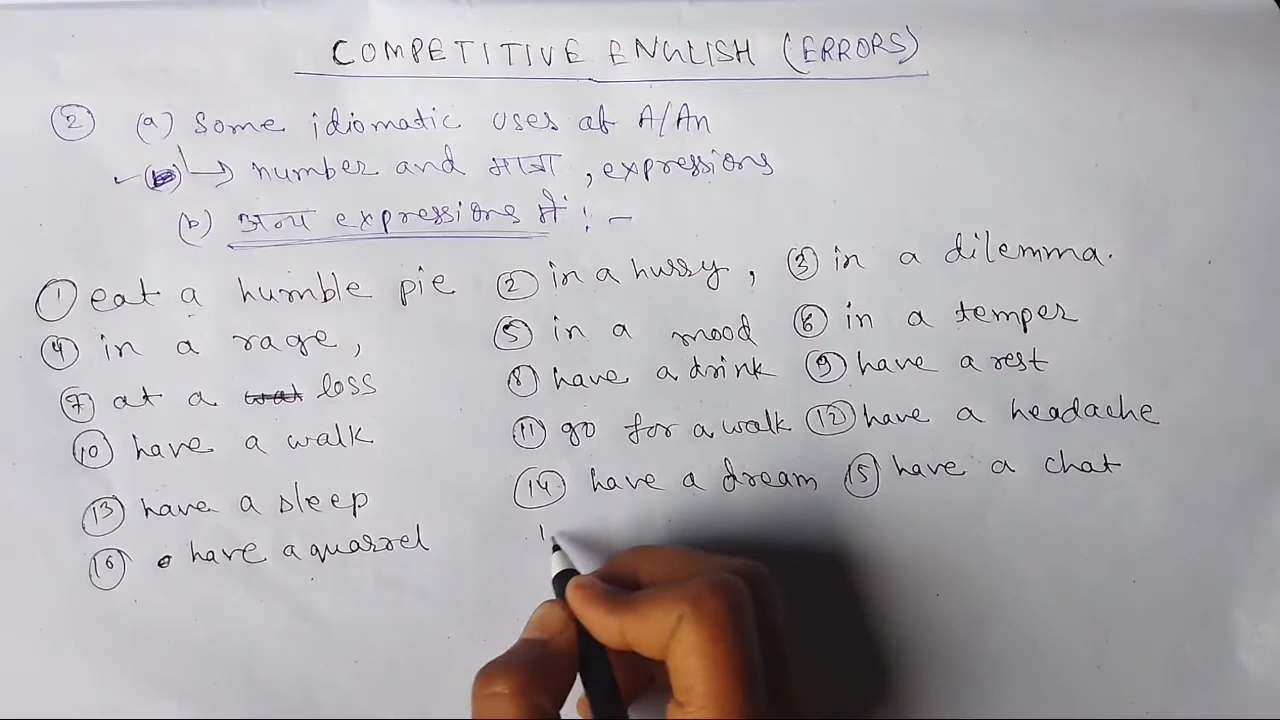 COMPETITIVE ENGLISH (ERRORS)
② (a) Some idiomatic uses of A/An
↳ number and मात्रा, expressions
(b) अन्य expressions में :-
① eat a humble pie ② in a hurry, ③ in a dilemma.
④ in a rage, ⑤ in a mood ⑥ in a temper
⑦ at a loss ⑧ have a drink ⑨ have a rest
⑩ have a walk ⑪ go for a walk ⑫ have a headache
⑬ have a sleep ⑭ have a dream ⑮ have a chat
⑯ have a quarrel 1